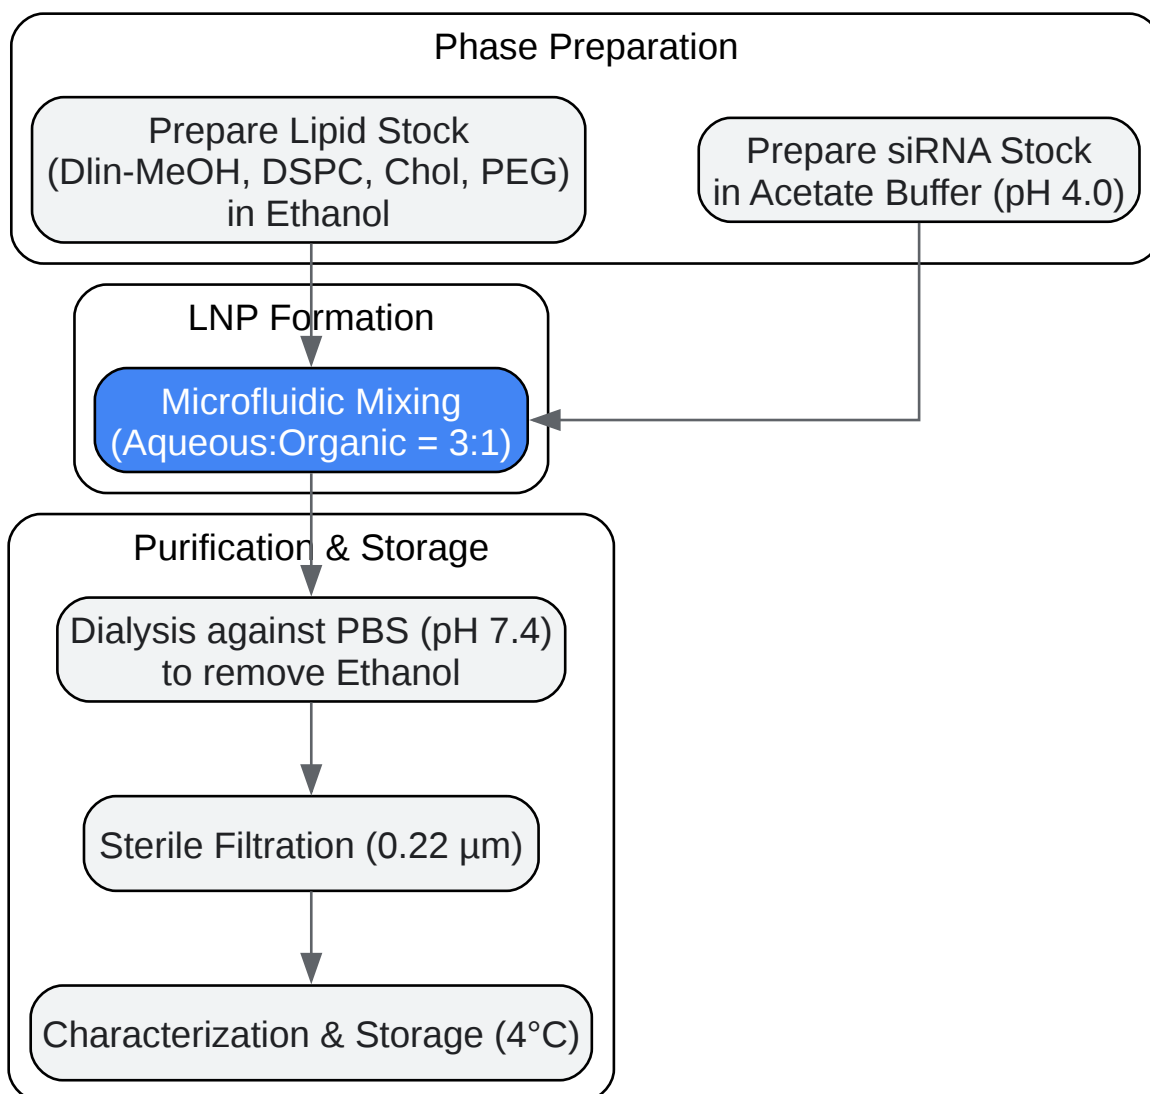 Phase Preparation
Prepare Lipid Stock
(Dlin-MeOH, DSPC, Chol, PEG)
in Ethanol
Prepare siRNA Stock
in Acetate Buffer (pH 4.0)
LNP Formation
Microfluidic Mixing
(Aqueous:Organic = 3:1)
Purification & Storage
Dialysis against PBS (pH 7.4)
to remove Ethanol
Sterile Filtration (0.22 µm)
Characterization & Storage (4°C)